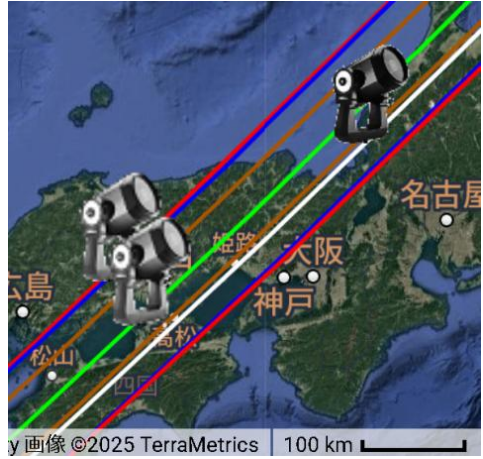 名古屋
姫路
大阪
広島
神戸
高松
松山
四国
y 画像 ©2025 TerraMetrics
100 km